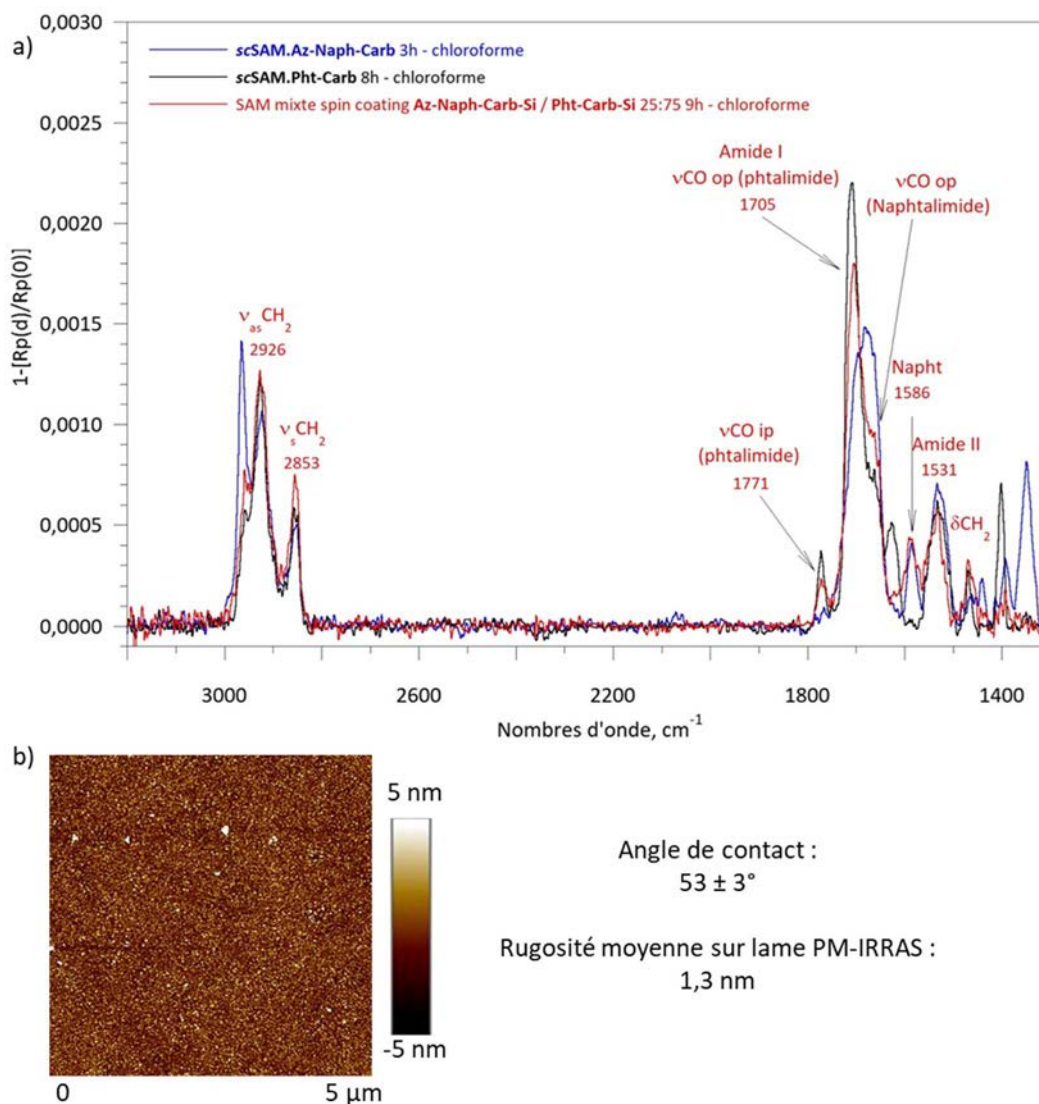 a)
0,0030
0,0025
0,0020
0,0015
0,0010
0,0005
0,0000
1-[Rp(d)/Rp(0)]
scSAM.Az-Naph-Carb 3h - chloroforme
scSAM.Pht-Carb 8h - chloroforme
SAM mixte spin coating Az-Naph-Carb-Si / Pht-Carb-Si 25:75 9h - chloroforme
Amide I
νCO op (phtalimide)
1705
νCO op
(Naphtalimide)
νasCH2
2926
νsCH2
2853
Napht
1586
νCO ip
(phtalimide)
1771
Amide II
1531
δCH2
3000 2600 2200 1800 1400
Nombres d'onde, cm-1
b)
5 nm
-5 nm
0 5 µm
Angle de contact :
53 ± 3°
Rugosité moyenne sur lame PM-IRRAS :
1,3 nm